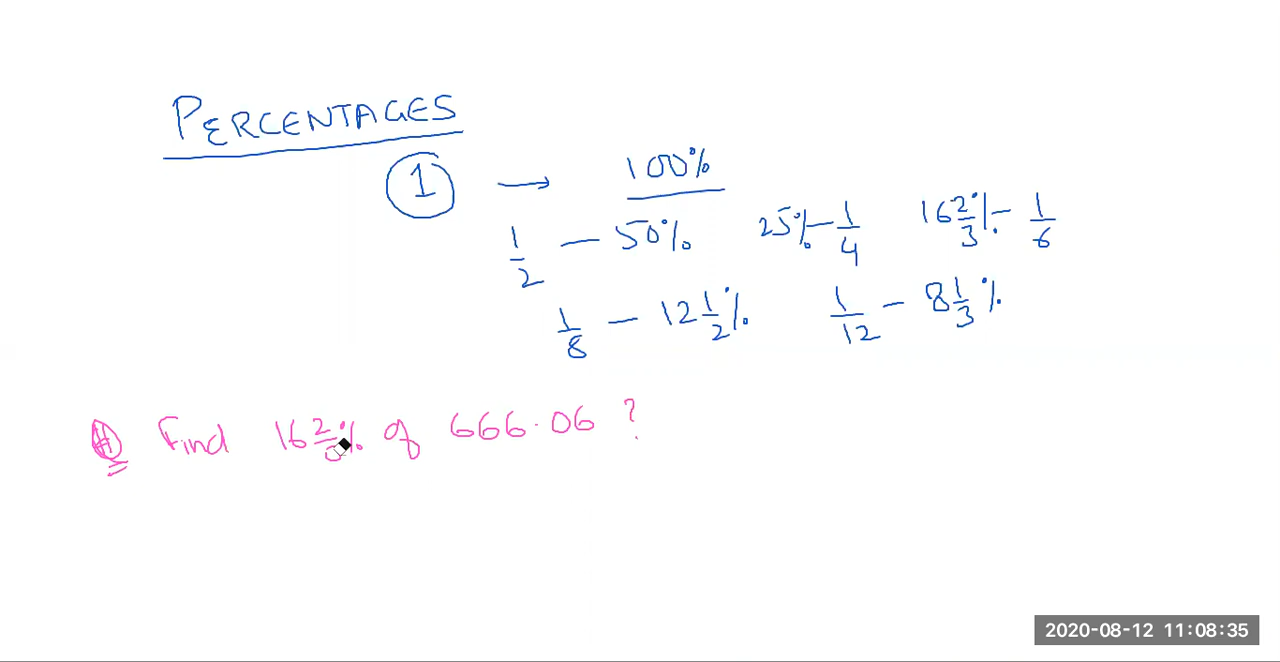 PERCENTAGES
1 → 100%
1/2 — 50% 25% — 1/4 16 2/3% — 1/6
1/8 — 12 1/2% 1/12 — 8 1/3%
Find 16 2/3% of 666.06 ?
2020-08-12 11:08:35